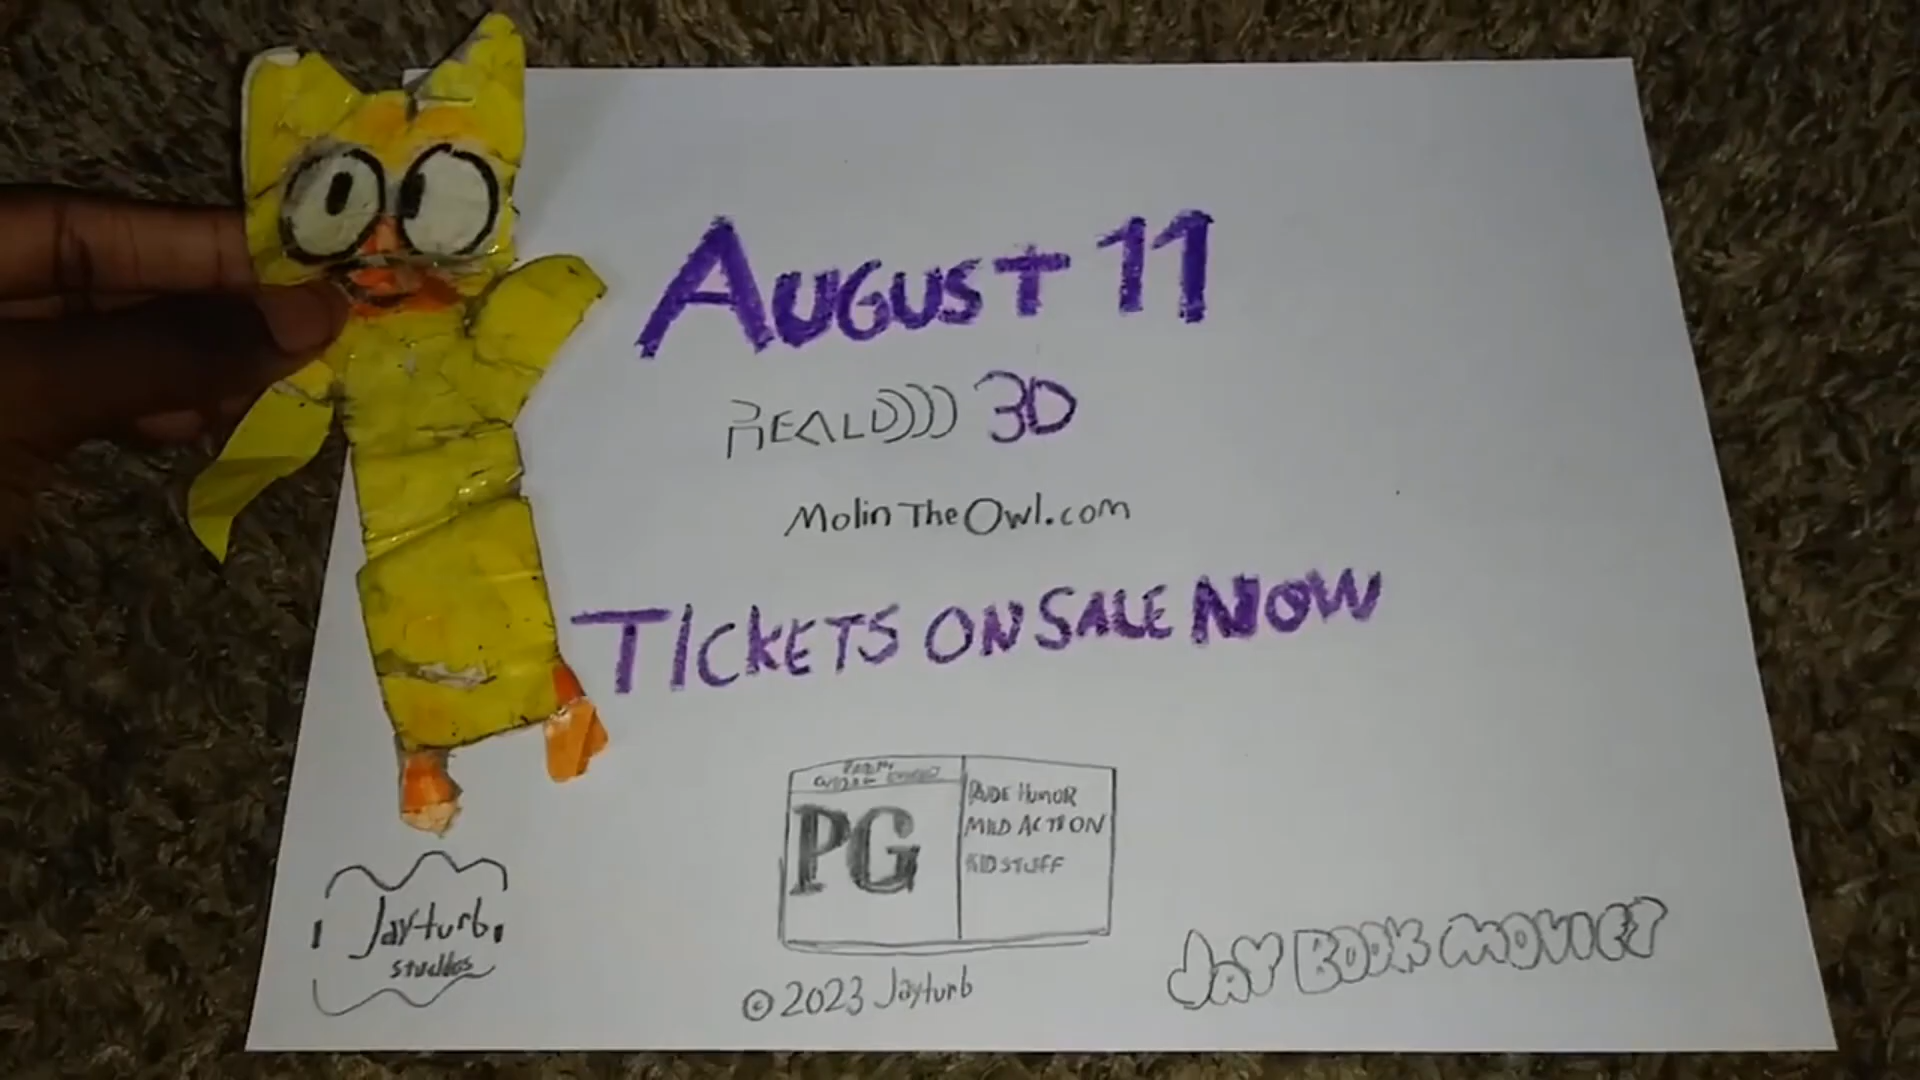 AUGUST 11
REALD))) 3D
MolinTheOwl.com
TICKETS ON SALE NOW
PG
RUDE HUMOR
MILD ACTION
KID STUFF
Jayturb
studios
© 2023 Jayturb
JAY BOOK MOVIES